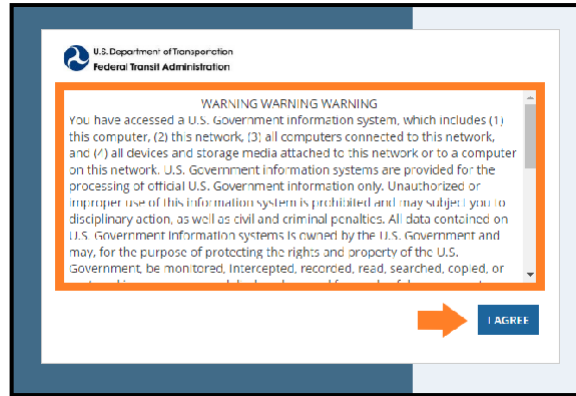 U.S. Department of Transportation
Federal Transit Administration
WARNING WARNING WARNING
You have accessed a U.S. Government information system, which includes (1)
this computer, (2) this network, (3) all computers connected to this network,
and (4) all devices and storage media attached to this network or to a computer
on this network. U.S. Government information systems are provided for the
processing of official U.S. Government information only. Unauthorized or
improper use of this information system is prohibited and may subject you to
disciplinary action, as well as civil and criminal penalties. All data contained on
U.S. Government information systems is owned by the U.S. Government and
may, for the purpose of protecting the rights and property of the U.S.
Government, be monitored, intercepted, recorded, read, searched, copied, or
I AGREE